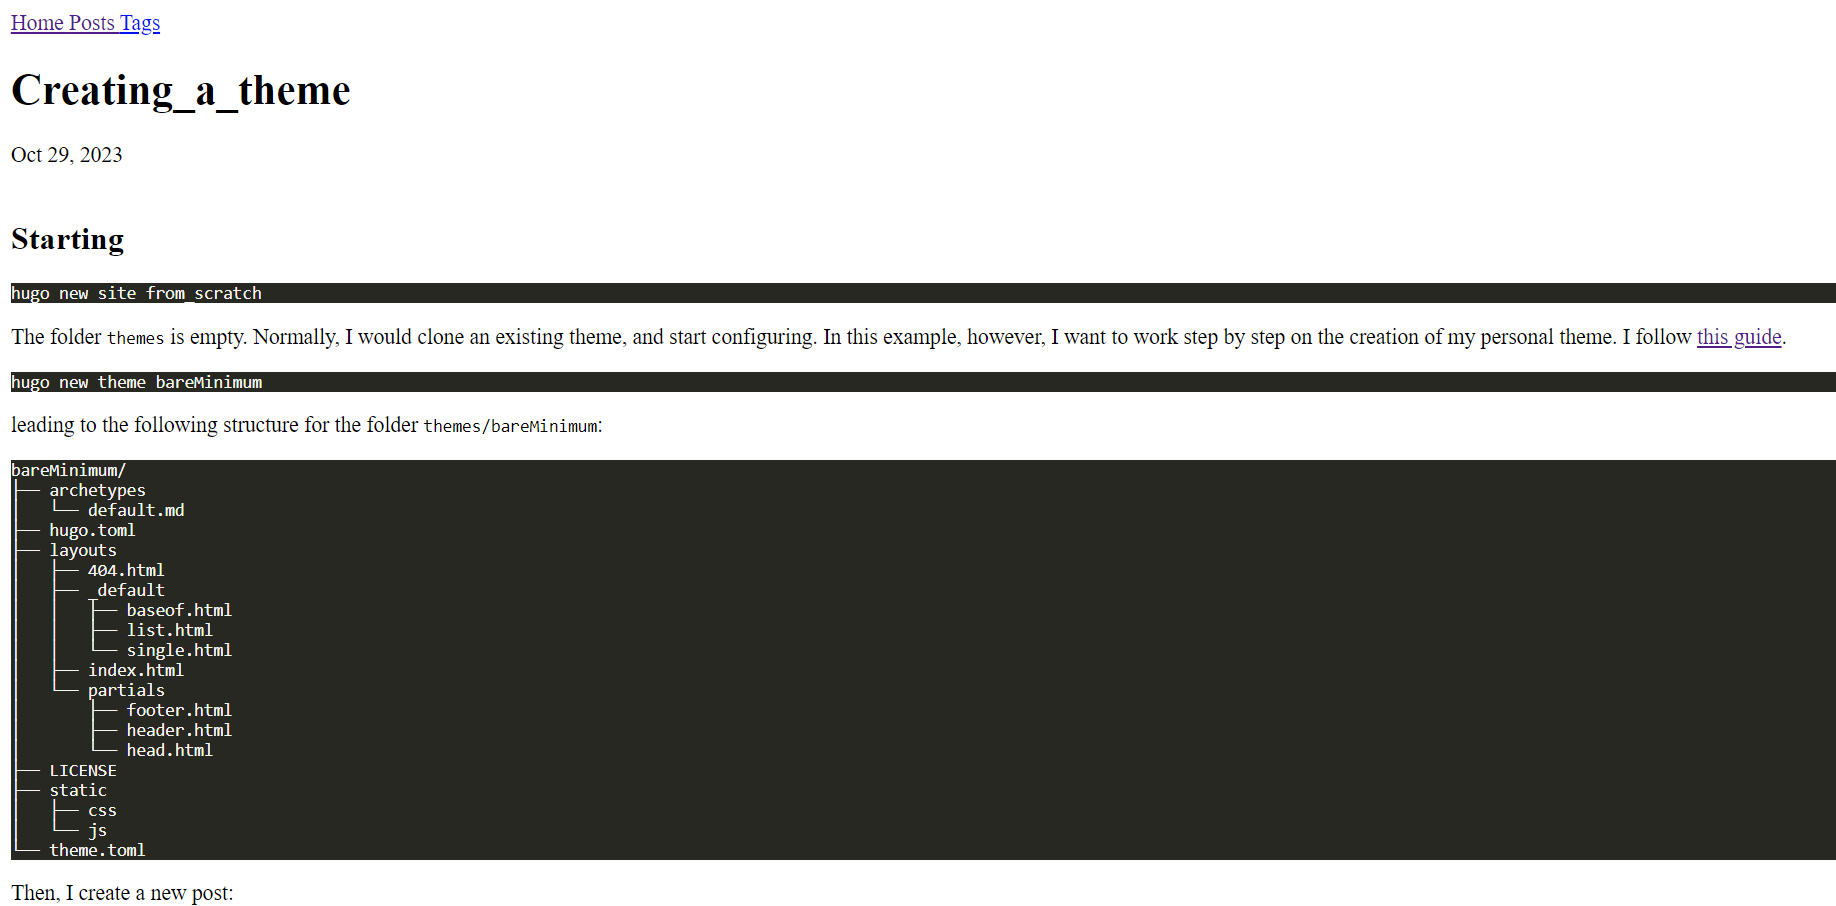 Home Posts Tags
Creating_a_theme
Oct 29, 2023
Starting
hugo new site from_scratch
The folder themes is empty. Normally, I would clone an existing theme, and start configuring. In this example, however, I want to work step by step on the creation of my personal theme. I follow this guide.
hugo new theme bareMinimum
leading to the following structure for the folder themes/bareMinimum:
bareMinimum/
├── archetypes
│   └── default.md
├── hugo.toml
├── layouts
│   ├── 404.html
│   ├── _default
│   │   ├── baseof.html
│   │   ├── list.html
│   │   └── single.html
│   ├── index.html
│   └── partials
│       ├── footer.html
│       ├── header.html
│       └── head.html
├── LICENSE
├── static
│   ├── css
│   └── js
└── theme.toml
Then, I create a new post: